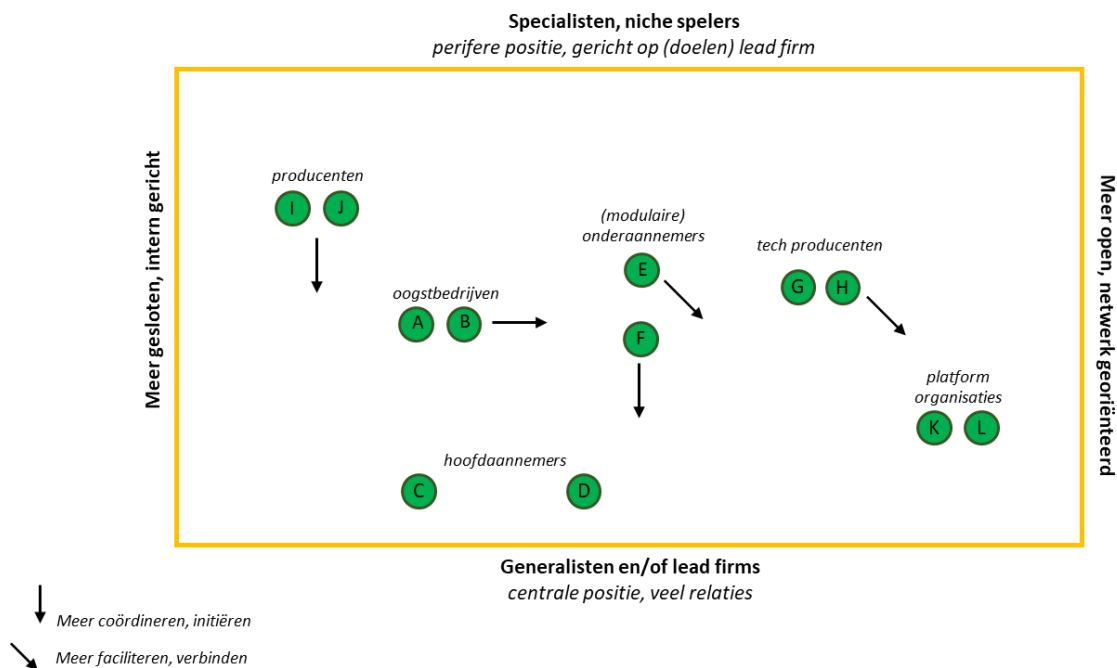 Specialisten, niche spelers
perifere positie, gericht op (doelen) lead firm
Meer gesloten, intern gericht
Meer open, netwerk georiënteerd
producenten
I J
(modulaire)
onderaannemers
E
tech producenten
G H
oogstbedrijven
A B
F
platform
organisaties
K L
hoofdaannemers
C D
Generalisten en/of lead firms
centrale positie, veel relaties
Meer coördineren, initiëren
Meer faciliteren, verbinden